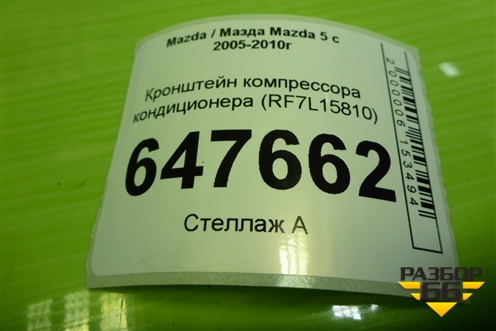 Mazda / Мазда Mazda 5 с
2005-2010г
Кронштейн компрессора
кондиционера (RF7L15810)
647662
Стеллаж А
2000006153494
РАЗБОР
66